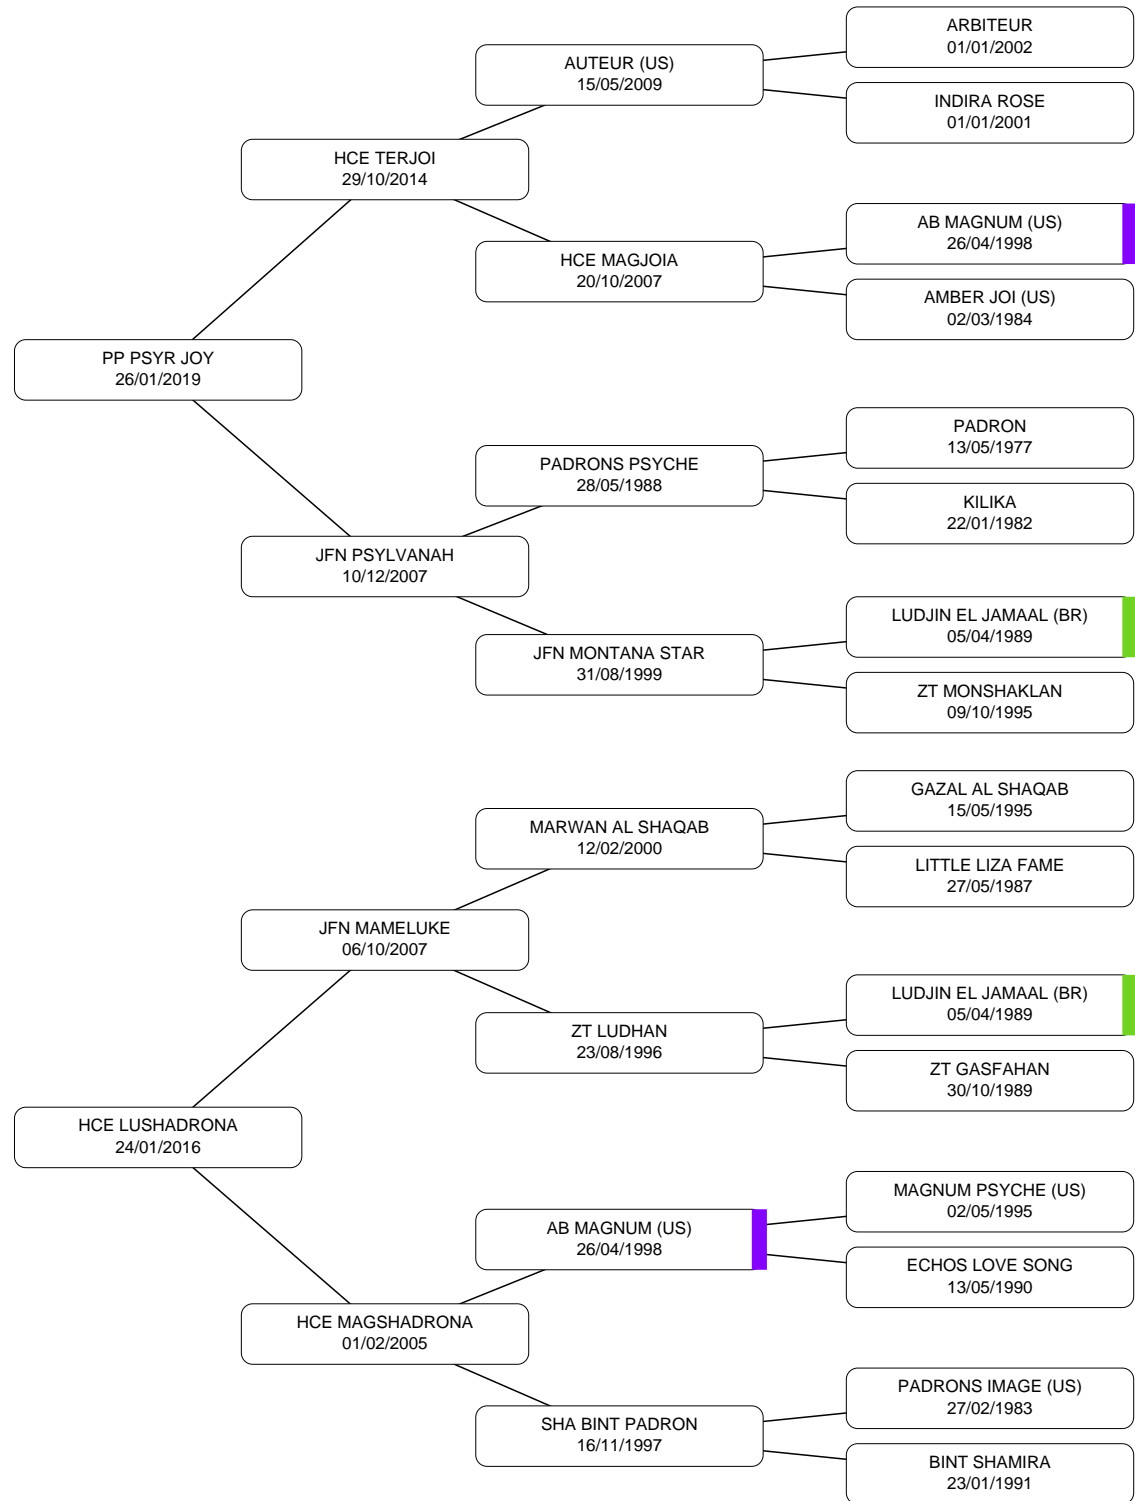 ARBITEUR
01/01/2002
AUTEUR (US)
15/05/2009
INDIRA ROSE
01/01/2001
HCE TERJOI
29/10/2014
AB MAGNUM (US)
26/04/1998
HCE MAGJOIA
20/10/2007
AMBER JOI (US)
02/03/1984
PP PSYR JOY
26/01/2019
PADRON
13/05/1977
PADRONS PSYCHE
28/05/1988
KILIKA
22/01/1982
JFN PSYLVANAH
10/12/2007
LUDJIN EL JAMAAL (BR)
05/04/1989
JFN MONTANA STAR
31/08/1999
ZT MONSHAKLAN
09/10/1995
GAZAL AL SHAQAB
15/05/1995
MARWAN AL SHAQAB
12/02/2000
LITTLE LIZA FAME
27/05/1987
JFN MAMELUKE
06/10/2007
LUDJIN EL JAMAAL (BR)
05/04/1989
ZT LUDHAN
23/08/1996
ZT GASFAHAN
30/10/1989
HCE LUSHADRONA
24/01/2016
MAGNUM PSYCHE (US)
02/05/1995
AB MAGNUM (US)
26/04/1998
ECHOS LOVE SONG
13/05/1990
HCE MAGSHADRONA
01/02/2005
PADRONS IMAGE (US)
27/02/1983
SHA BINT PADRON
16/11/1997
BINT SHAMIRA
23/01/1991